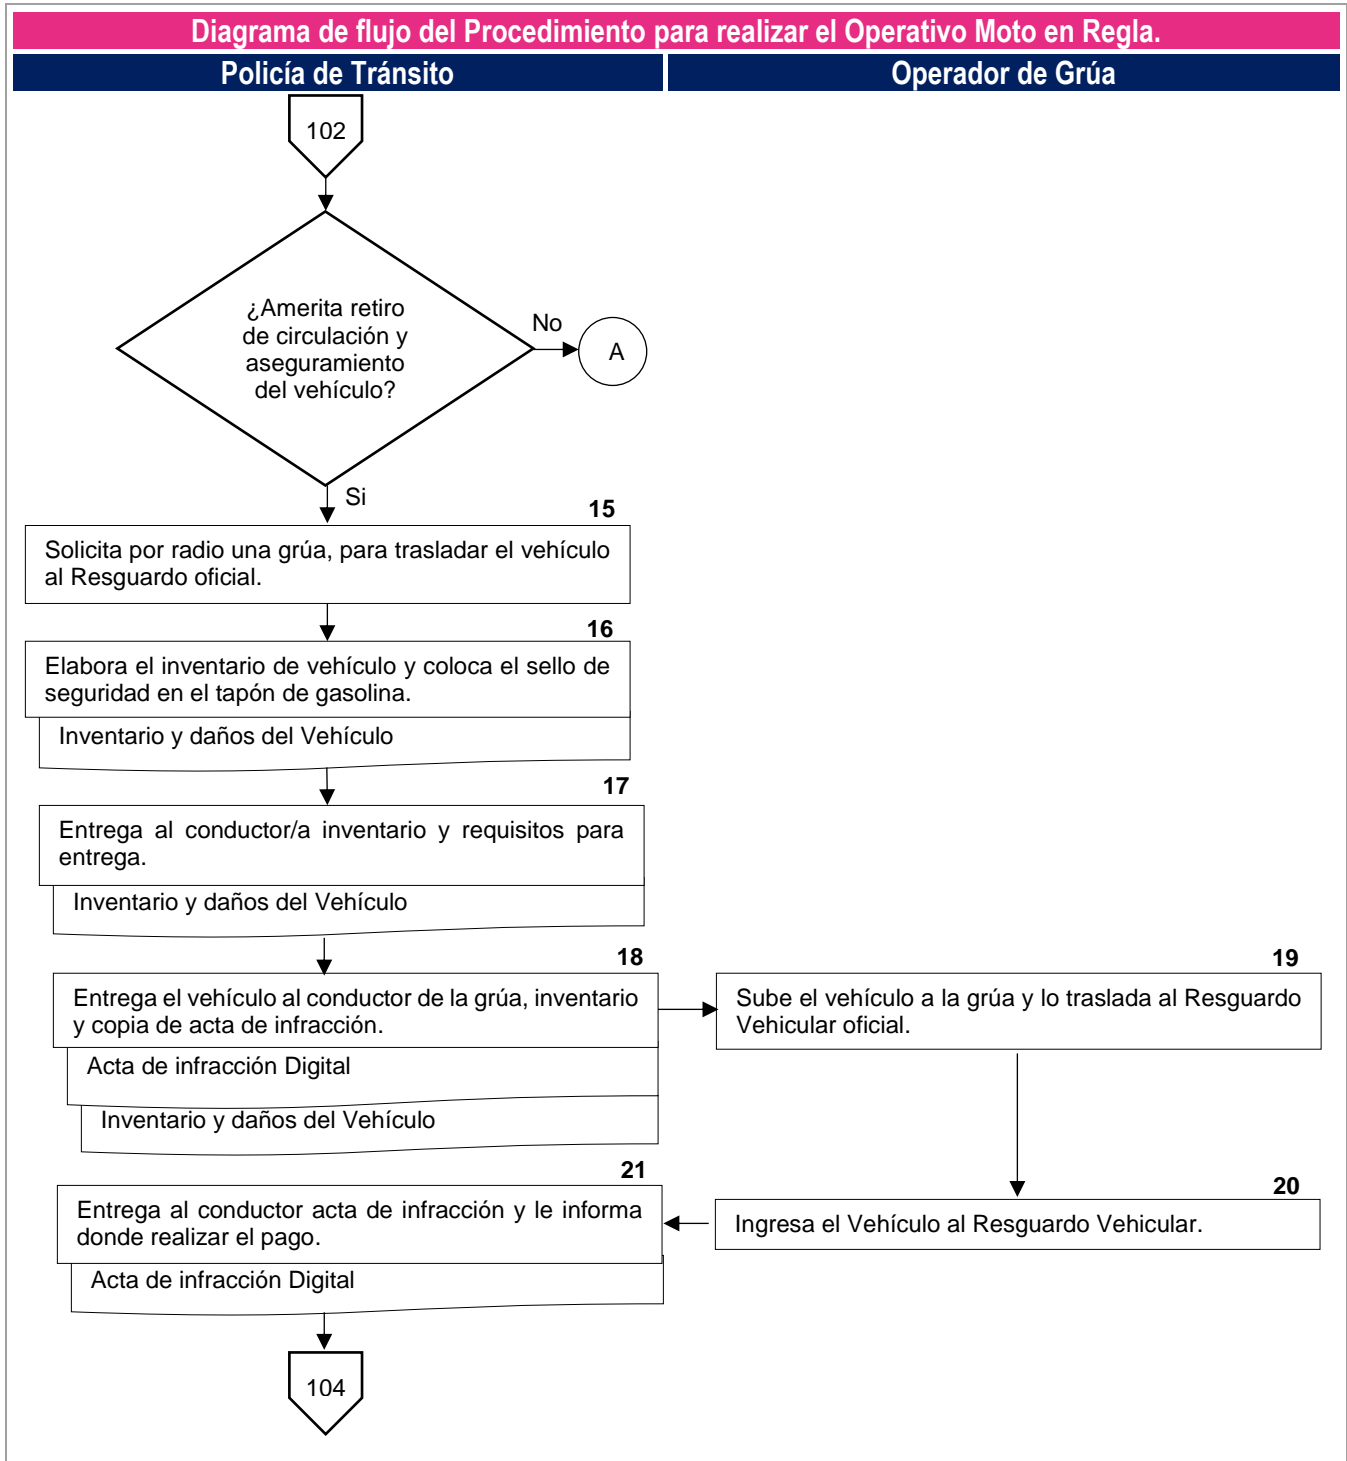 Diagrama de flujo del Procedimiento para realizar el Operativo Moto en Regla.
Policía de Tránsito
Operador de Grúa
102
¿Amerita retiro
de circulación y
aseguramiento
del vehículo?
No
A
Si
15
Solicita por radio una grúa, para trasladar el vehículo
al Resguardo oficial.
16
Elabora el inventario de vehículo y coloca el sello de
seguridad en el tapón de gasolina.
Inventario y daños del Vehículo
17
Entrega al conductor/a inventario y requisitos para
entrega.
Inventario y daños del Vehículo
18
Entrega el vehículo al conductor de la grúa, inventario
y copia de acta de infracción.
Acta de infracción Digital
Inventario y daños del Vehículo
19
Sube el vehículo a la grúa y lo traslada al Resguardo
Vehicular oficial.
20
Ingresa el Vehículo al Resguardo Vehicular.
21
Entrega al conductor acta de infracción y le informa
donde realizar el pago.
Acta de infracción Digital
104